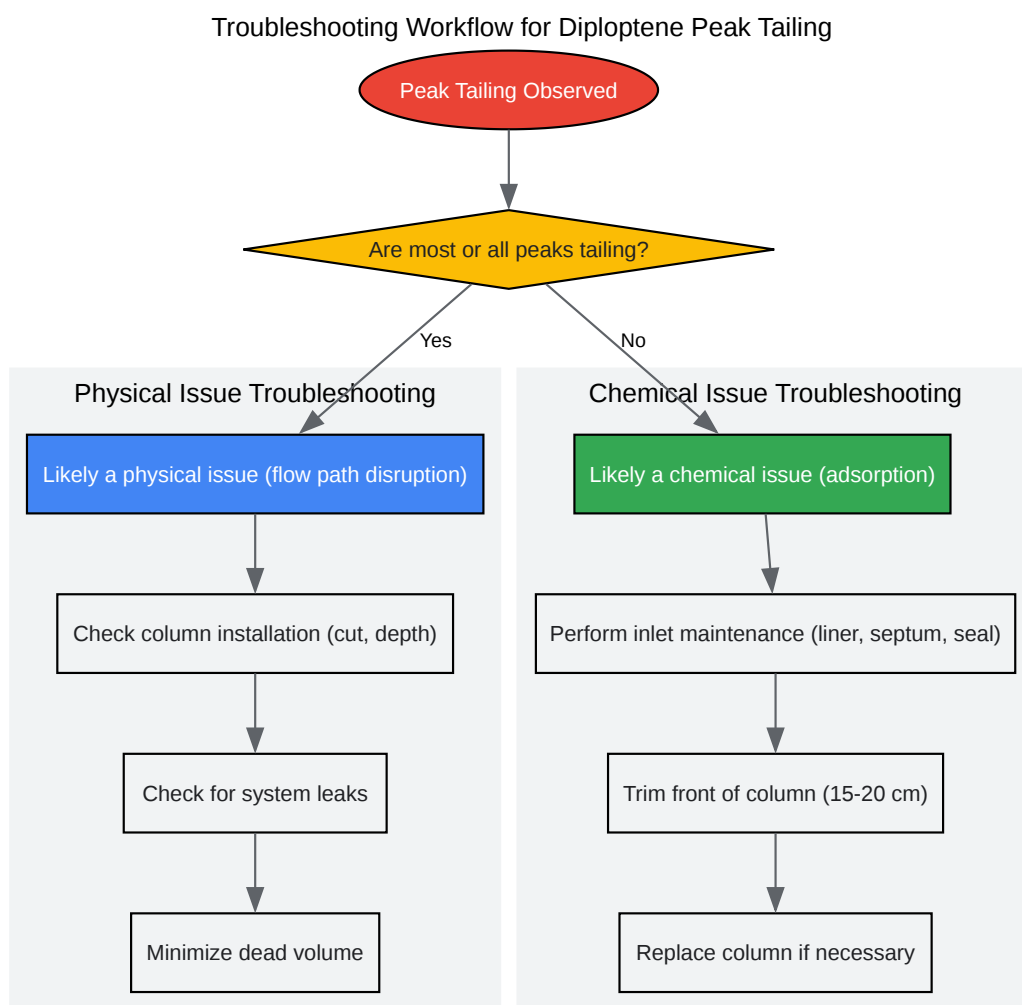 Troubleshooting Workflow for Diploptene Peak Tailing
Peak Tailing Observed
Are most or all peaks tailing?
Yes
No
Physical Issue Troubleshooting
Likely a physical issue (flow path disruption)
Check column installation (cut, depth)
Check for system leaks
Minimize dead volume
Chemical Issue Troubleshooting
Likely a chemical issue (adsorption)
Perform inlet maintenance (liner, septum, seal)
Trim front of column (15-20 cm)
Replace column if necessary